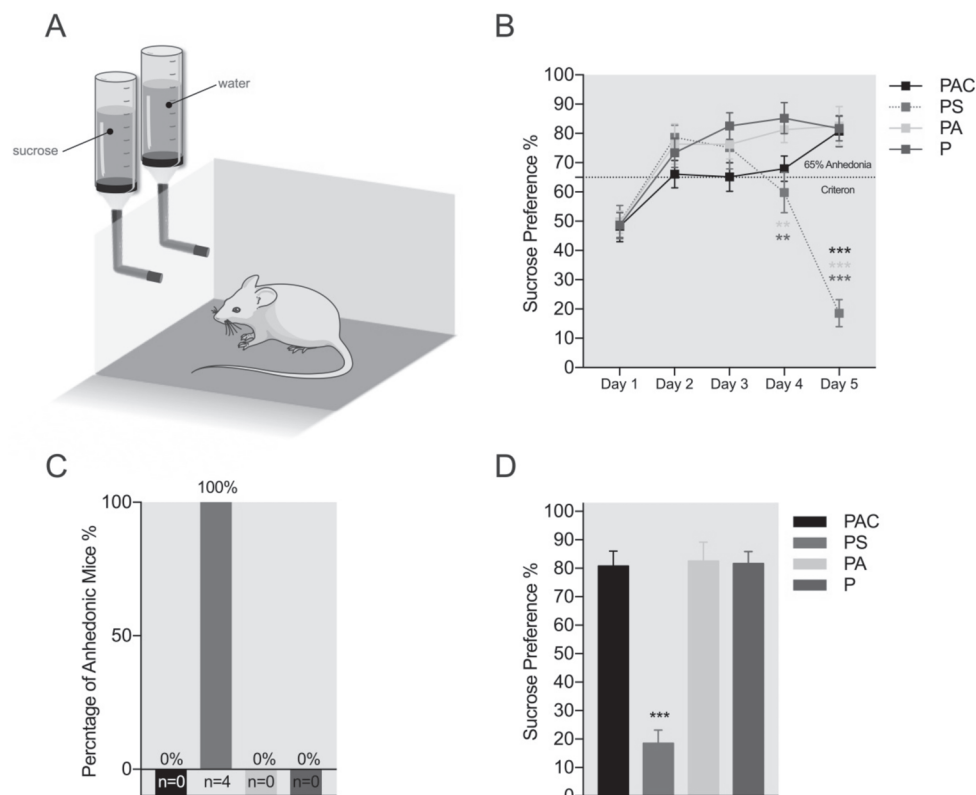 A
sucrose
water
B
Sucrose Preference %
100
90
80
70
60
50
40
30
20
10
0
65% Anhedonia
Criteron
**
**
***
***
***
Day 1
Day 2
Day 3
Day 4
Day 5
PAC
PS
PA
P
C
Percntage of Anhedonic Mice %
100
50
0
100%
0%
0%
0%
n=0
n=4
n=0
n=0
D
Sucrose Preference %
100
90
80
70
60
50
40
30
20
10
0
***
PAC
PS
PA
P